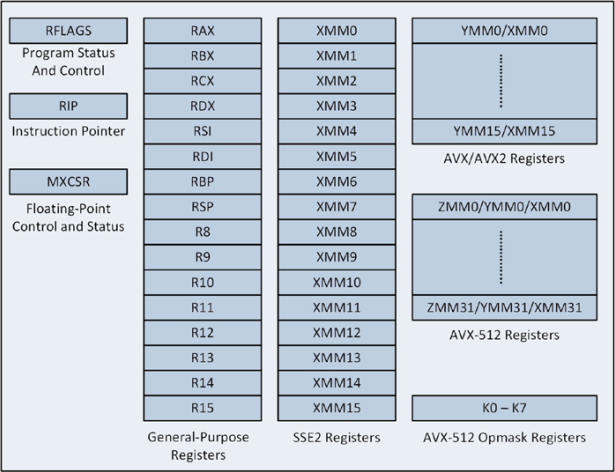 RFLAGS
Program Status
And Control
RIP
Instruction Pointer
MXCSR
Floating-Point
Control and Status
RAX
RBX
RCX
RDX
RSI
RDI
RBP
RSP
R8
R9
R10
R11
R12
R13
R14
R15
General-Purpose
Registers
XMM0
XMM1
XMM2
XMM3
XMM4
XMM5
XMM6
XMM7
XMM8
XMM9
XMM10
XMM11
XMM12
XMM13
XMM14
XMM15
SSE2 Registers
YMM0/XMM0
YMM15/XMM15
AVX/AVX2 Registers
ZMM0/YMM0/XMM0
ZMM31/YMM31/XMM31
AVX-512 Registers
K0 – K7
AVX-512 Opmask Registers